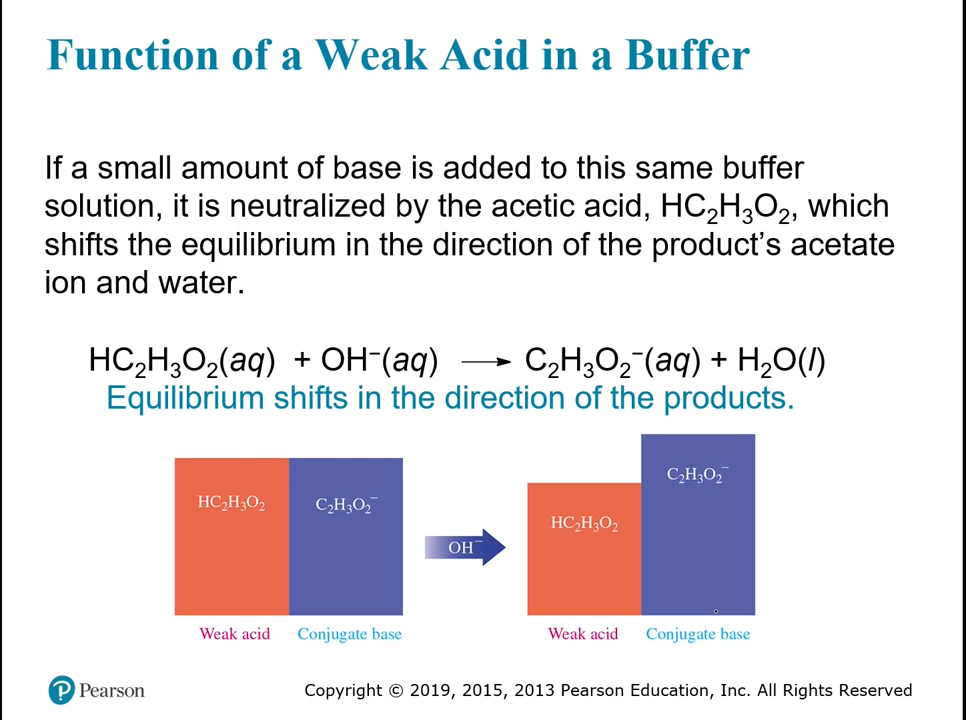 Function of a Weak Acid in a Buffer
If a small amount of base is added to this same buffer
solution, it is neutralized by the acetic acid, HC₂H₃O₂, which
shifts the equilibrium in the direction of the product’s acetate
ion and water.
HC₂H₃O₂(aq) + OH⁻(aq) ⟶ C₂H₃O₂⁻(aq) + H₂O(l)
Equilibrium shifts in the direction of the products.
HC₂H₃O₂ C₂H₃O₂⁻ OH⁻ HC₂H₃O₂ C₂H₃O₂⁻
Weak acid Conjugate base Weak acid Conjugate base
Pearson Copyright © 2019, 2015, 2013 Pearson Education, Inc. All Rights Reserved